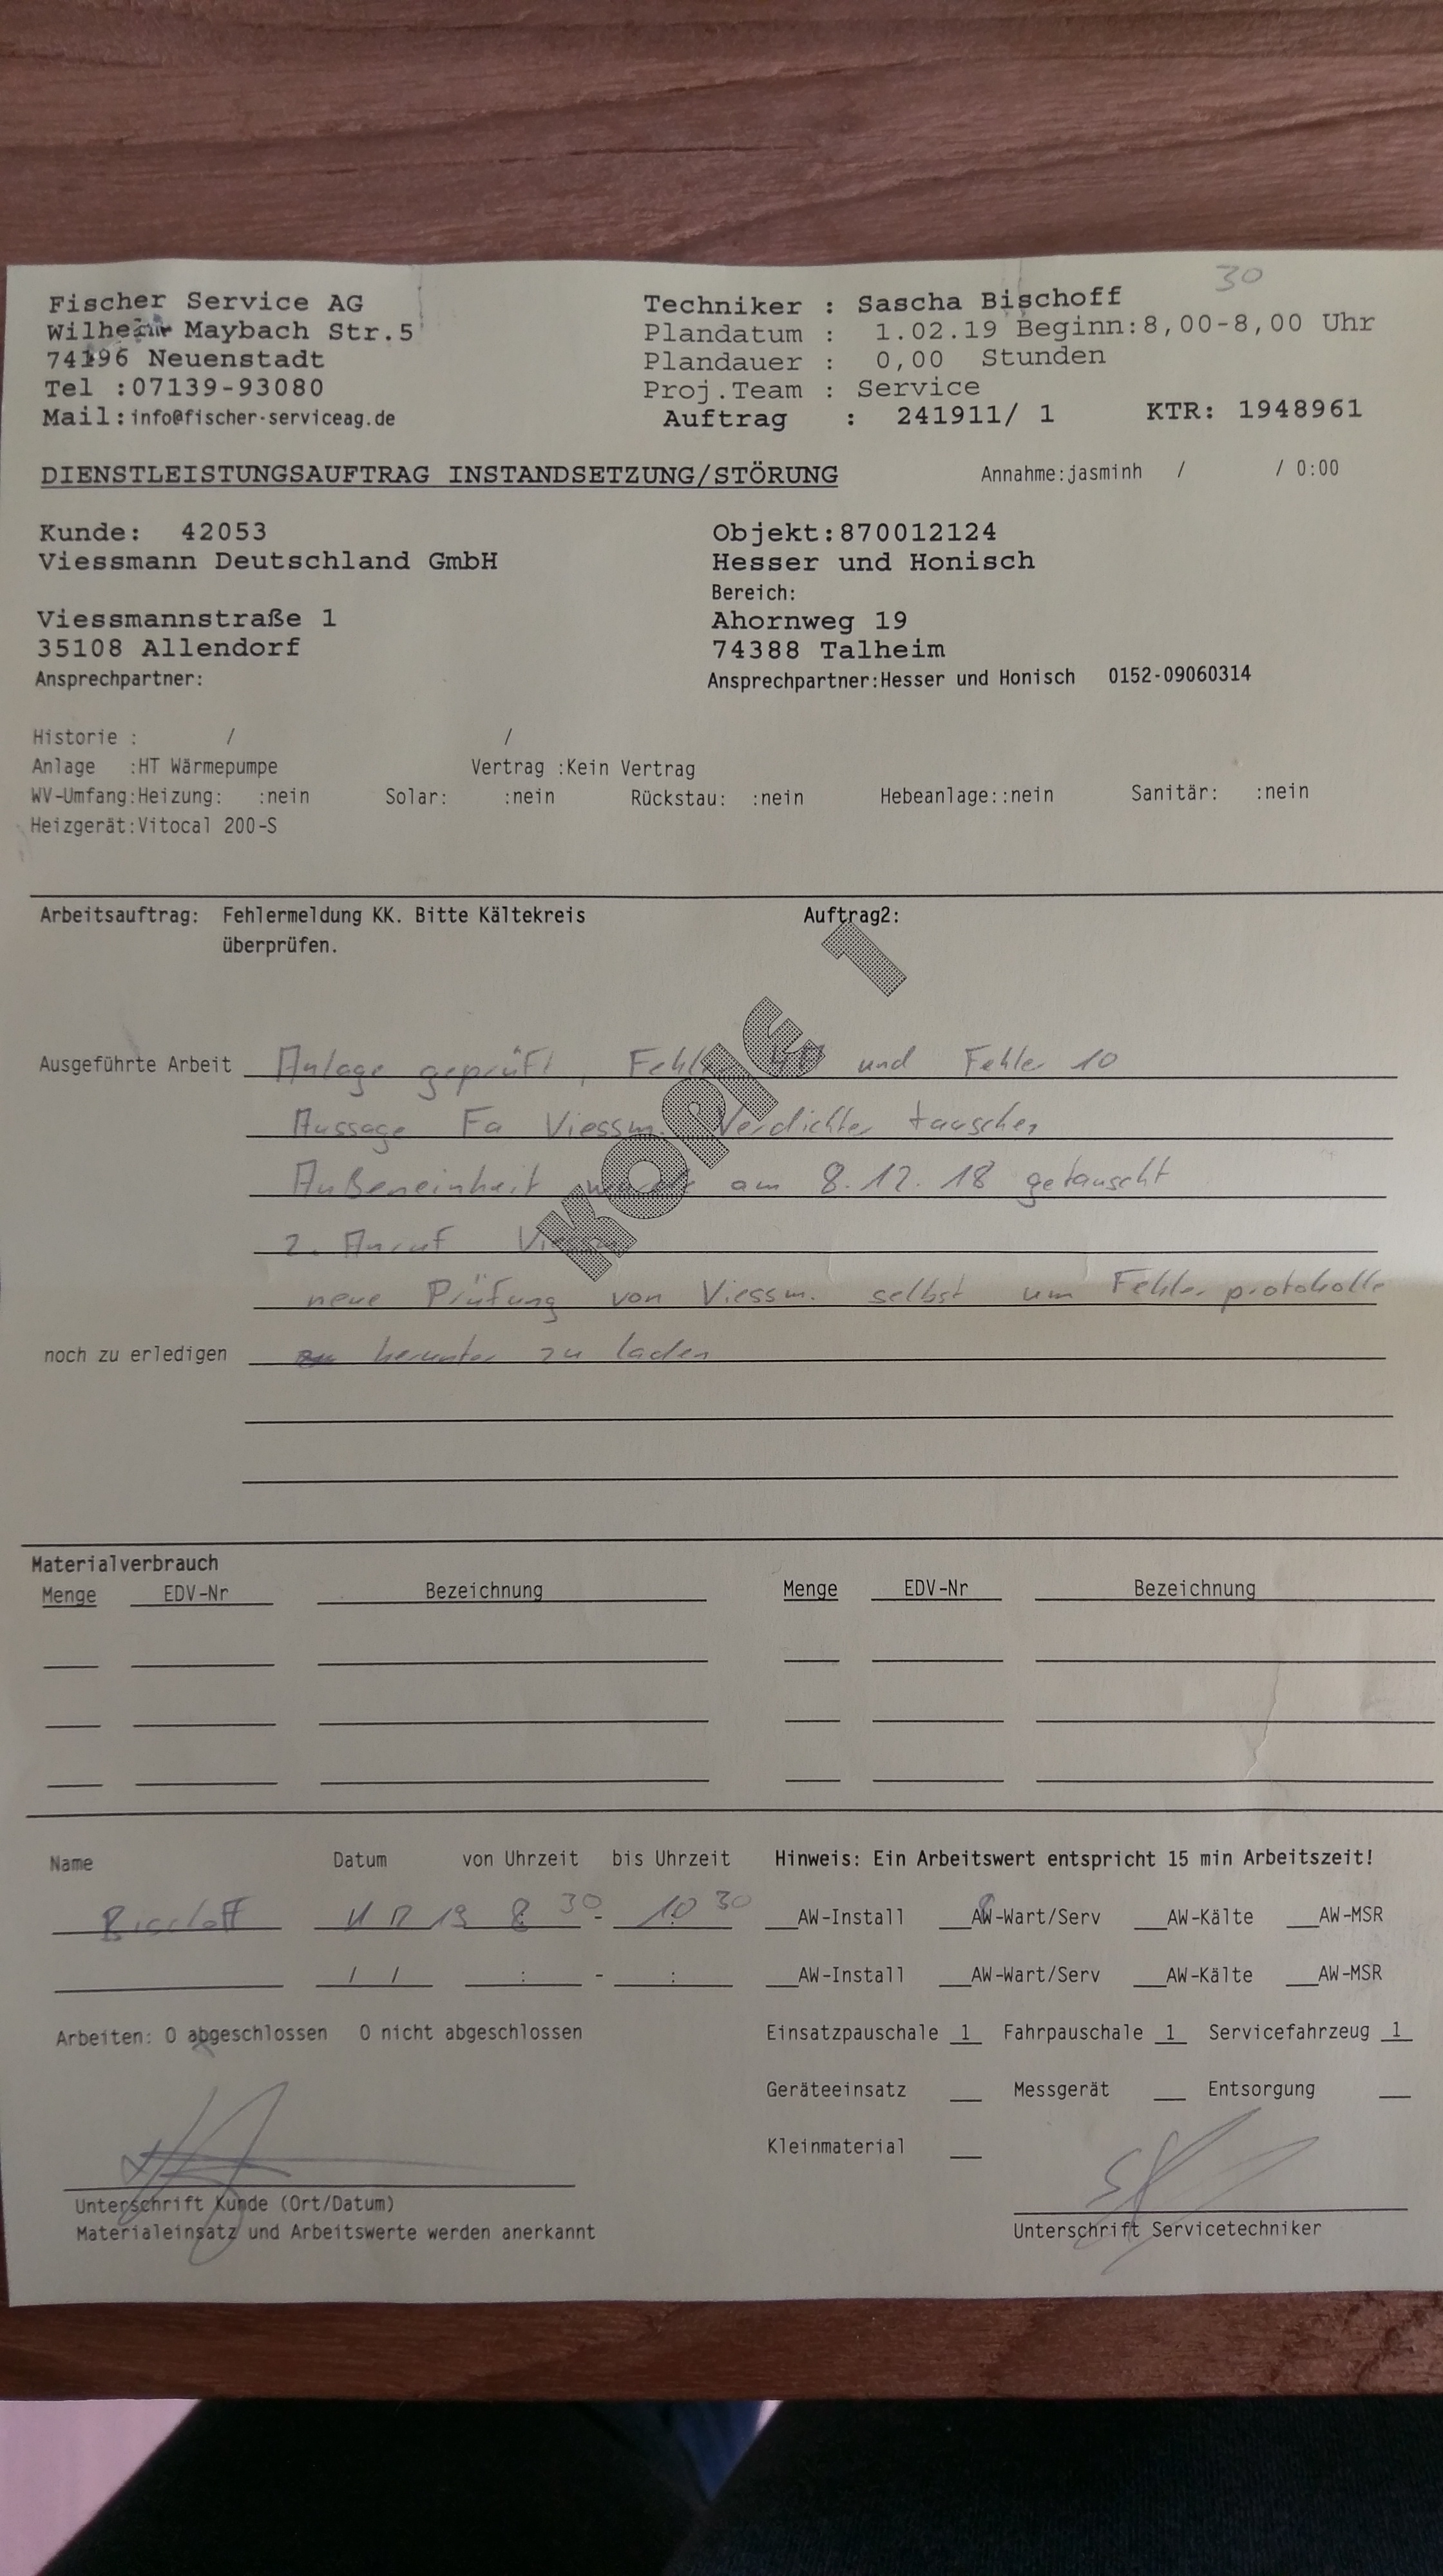 30
Fischer Service AG
Techniker : Sascha Bischoff
Maybach Str.5
Plandatum : 1.02.19 Beginn:8,00-8,00 Uhr
74196 Neuenstadt
Plandauer : 0,00 Stunden
Tel :07139-93080
Proj.Team : Service
Mail:info@fischer-serviceag.de
Auftrag : 241911/ 1 KTR: 1948961
DIENSTLEISTUNGSAUFTRAG INSTANDSETZUNG/STÖRUNG
Annahme:jasminh / / 0:00
Kunde: 42053
Objekt:870012124
Viessmann Deutschland GmbH
Hesser und Honisch
Bereich:
Viessmannstraße 1
Ahornweg 19
35108 Allendorf
74388 Talheim
Ansprechpartner:
Ansprechpartner:Hesser und Honisch 0152-09060314
Historie : / /
Anlage :HT Wärmepumpe Vertrag :Kein Vertrag
WV-Umfang:Heizung: :nein Solar: :nein Rückstau: :nein Hebeanlage::nein Sanitär: :nein
Heizgerät:Vitocal 200-S
Arbeitsauftrag: Fehlermeldung KK. Bitte Kältekreis
überprüfen.
Auftrag2:
KOPIE 1
Ausgeführte Arbeit Anlage geprüft, und Fehler 10
Aussage Fa Viessm. Verdichter tauschen
Außeneinheit am 8.12.18 getauscht
2. Anruf
neue Prüfung von Viessm. selbst um Fehlerprotokolle
noch zu erledigen herunter zu laden
Materialverbrauch
Menge EDV-Nr Bezeichnung Menge EDV-Nr Bezeichnung
Name Datum von Uhrzeit bis Uhrzeit Hinweis: Ein Arbeitswert entspricht 15 min Arbeitszeit!
Bischoff 8 30 - 10 30 AW-Install 8 AW-Wart/Serv AW-Kälte AW-MSR
/ / : - : AW-Install AW-Wart/Serv AW-Kälte AW-MSR
Arbeiten: O abgeschlossen O nicht abgeschlossen
Einsatzpauschale 1 Fahrpauschale 1 Servicefahrzeug 1
Geräteeinsatz Messgerät Entsorgung
Kleinmaterial
Unterschrift Kunde (Ort/Datum)
Materialeinsatz und Arbeitswerte werden anerkannt
Unterschrift Servicetechniker